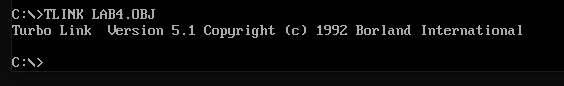 C:\>TLINK LAB4.OBJ
Turbo Link  Version 5.1 Copyright (c) 1992 Borland International
C:\>